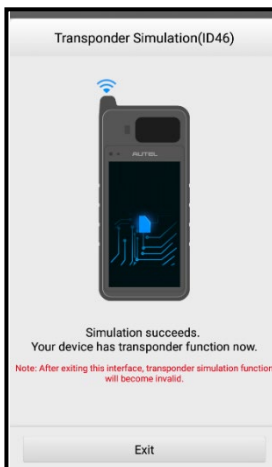 Transponder Simulation(ID46)
AUTEL
Simulation succeeds.
Your device has transponder function now.
Note: After exiting this interface, transponder simulation function
will become invalid.
Exit